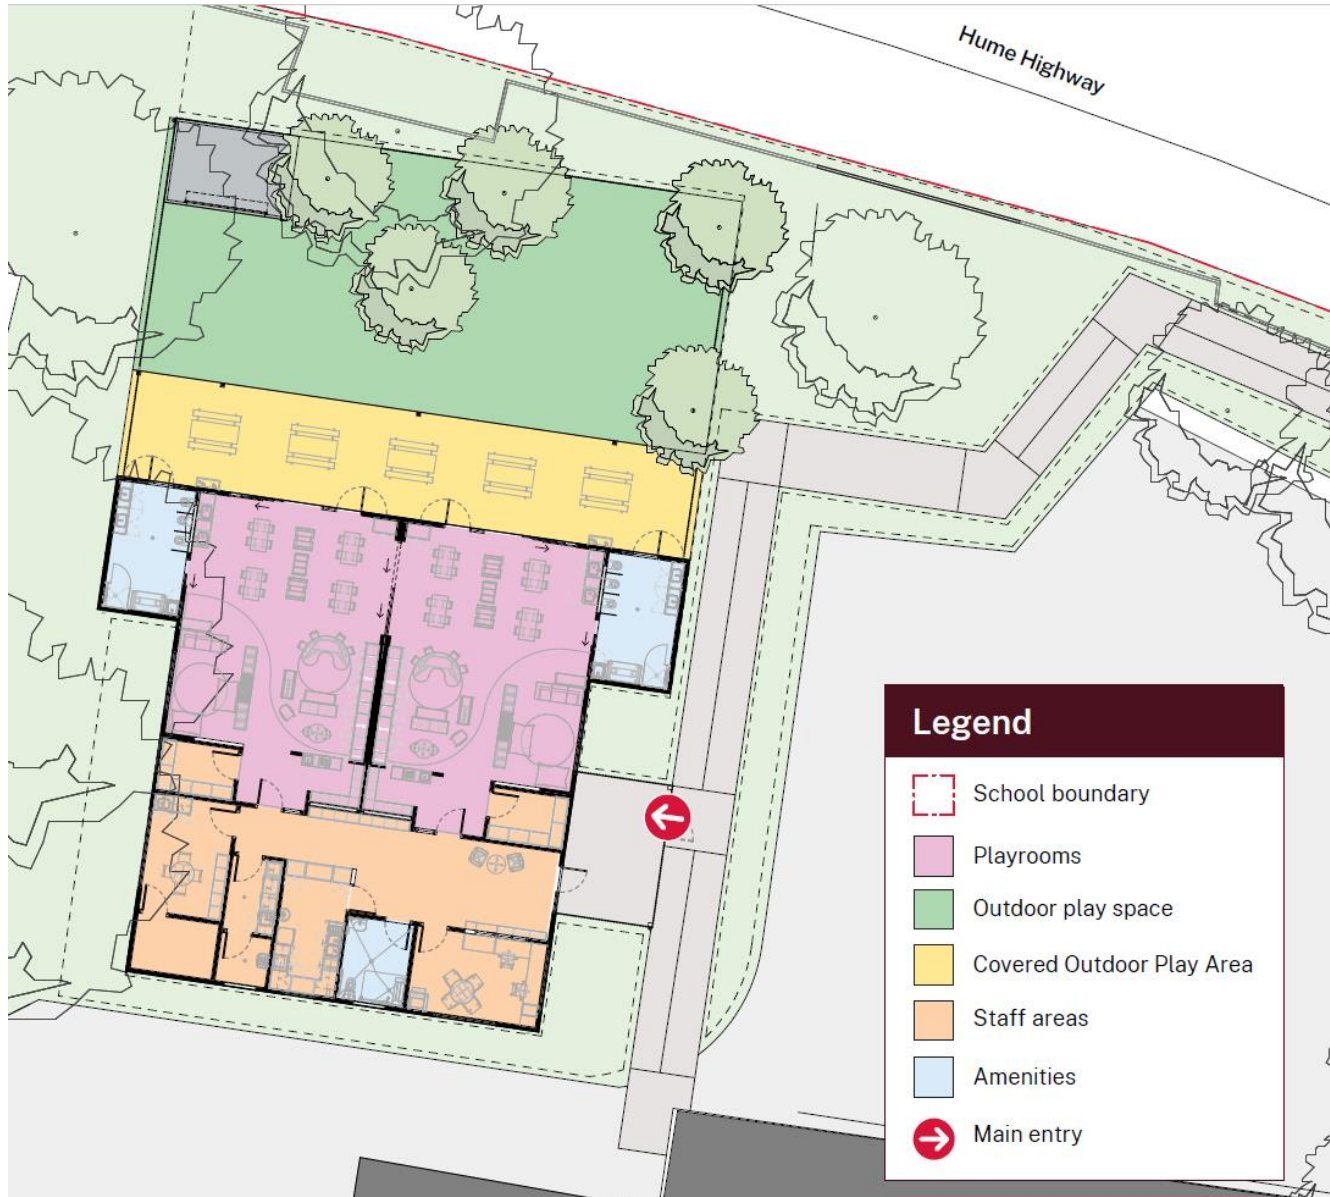 Hume Highway
Legend
School boundary
Playrooms
Outdoor play space
Covered Outdoor Play Area
Staff areas
Amenities
Main entry